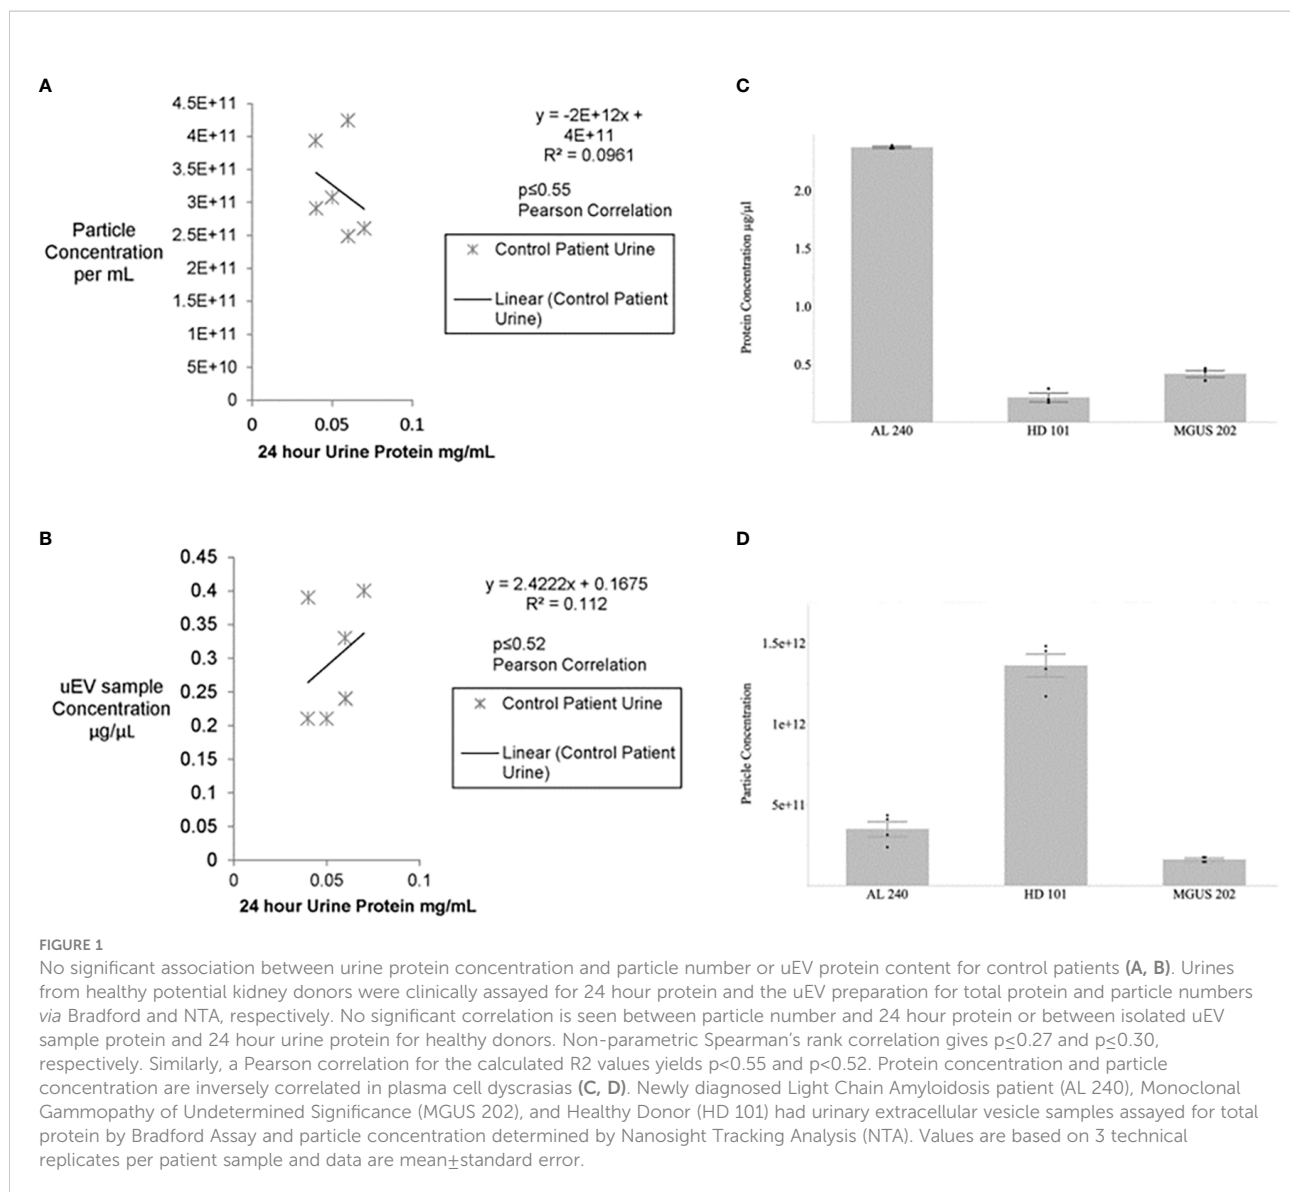 A
4.5E+11
4E+11
3.5E+11
3E+11
2.5E+11
2E+11
1.5E+11
1E+11
5E+10
0
0
0.05
0.1
Particle
Concentration
per mL
24 hour Urine Protein mg/mL
y = -2E+12x +
4E+11
R² = 0.0961
p≤0.55
Pearson Correlation
Control Patient Urine
Linear (Control Patient
Urine)
C
Protein Concentration µg/µl
2.0
1.5
1.0
0.5
AL 240
HD 101
MGUS 202
B
0.45
0.4
0.35
0.3
0.25
0.2
0.15
0.1
0.05
0
0
0.05
0.1
uEV sample
Concentration
µg/µL
24 hour Urine Protein mg/mL
y = 2.4222x + 0.1675
R² = 0.112
p≤0.52
Pearson Correlation
Control Patient Urine
Linear (Control Patient
Urine)
D
Particle Concentration
1.5e+12
1e+12
5e+11
AL 240
HD 101
MGUS 202
FIGURE 1
No significant association between urine protein concentration and particle number or uEV protein content for control patients (A, B). Urines
from healthy potential kidney donors were clinically assayed for 24 hour protein and the uEV preparation for total protein and particle numbers
via Bradford and NTA, respectively. No significant correlation is seen between particle number and 24 hour protein or between isolated uEV
sample protein and 24 hour urine protein for healthy donors. Non-parametric Spearman's rank correlation gives p≤0.27 and p≤0.30,
respectively. Similarly, a Pearson correlation for the calculated R2 values yields p<0.55 and p<0.52. Protein concentration and particle
concentration are inversely correlated in plasma cell dyscrasias (C, D). Newly diagnosed Light Chain Amyloidosis patient (AL 240), Monoclonal
Gammopathy of Undetermined Significance (MGUS 202), and Healthy Donor (HD 101) had urinary extracellular vesicle samples assayed for total
protein by Bradford Assay and particle concentration determined by Nanosight Tracking Analysis (NTA). Values are based on 3 technical
replicates per patient sample and data are mean±standard error.